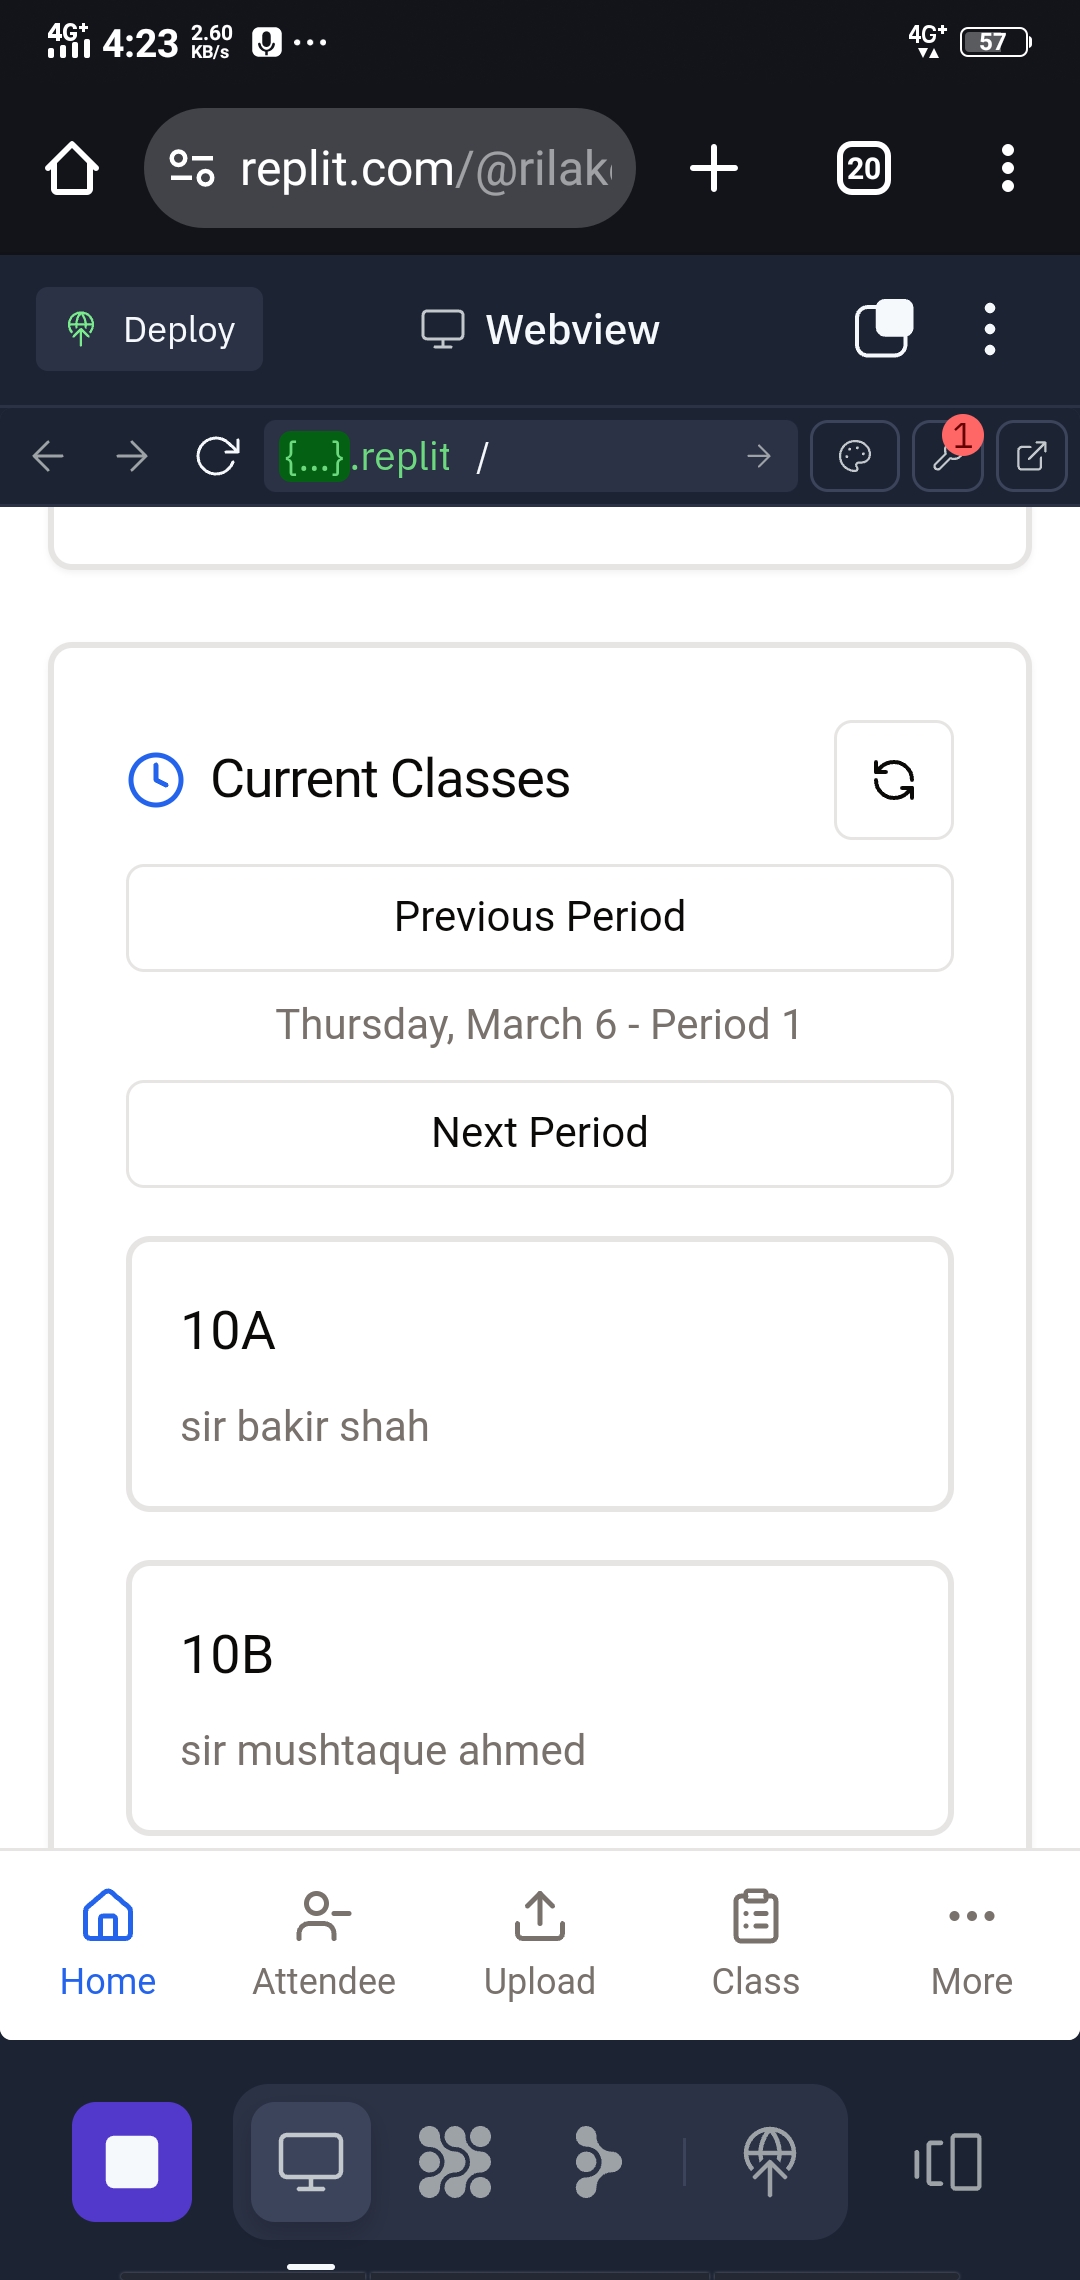 4G+ 4:23 2.60 KB/s ... 4G+ 57
replit.com/@rilak
20
Deploy Webview
{...}.replit / 1
Current Classes
Previous Period
Thursday, March 6 - Period 1
Next Period
10A
sir bakir shah
10B
sir mushtaque ahmed
Home Attendee Upload Class More